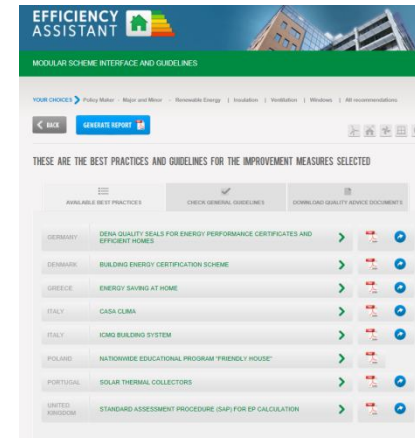 EFFICIENCY
ASSISTANT
MODULAR SCHEME INTERFACE AND GUIDELINES
YOUR CHOICES Policy Maker - Major and Minor - Renewable Energy | Insulation | Ventilation | Windows | All recommendations
BACK GENERATE REPORT
THESE ARE THE BEST PRACTICES AND GUIDELINES FOR THE IMPROVEMENT MEASURES SELECTED
AVAILABLE BEST PRACTICES CHECK GENERAL GUIDELINES DOWNLOAD QUALITY ADVICE DOCUMENTS
GERMANY DENA QUALITY SEALS FOR ENERGY PERFORMANCE CERTIFICATES AND
EFFICIENT HOMES
DENMARK BUILDING ENERGY CERTIFICATION SCHEME
GREECE ENERGY SAVING AT HOME
ITALY CASA CLIMA
ITALY ICMQ BUILDING SYSTEM
POLAND NATIONWIDE EDUCATIONAL PROGRAM "FRIENDLY HOUSE"
PORTUGAL SOLAR THERMAL COLLECTORS
UNITED
KINGDOM STANDARD ASSESSMENT PROCEDURE (SAP) FOR EP CALCULATION